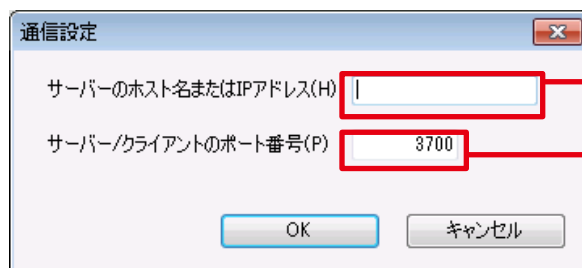 通信設定
サーバーのホスト名またはIPアドレス(H)
サーバー/クライアントのポート番号(P) 3700
OK キャンセル